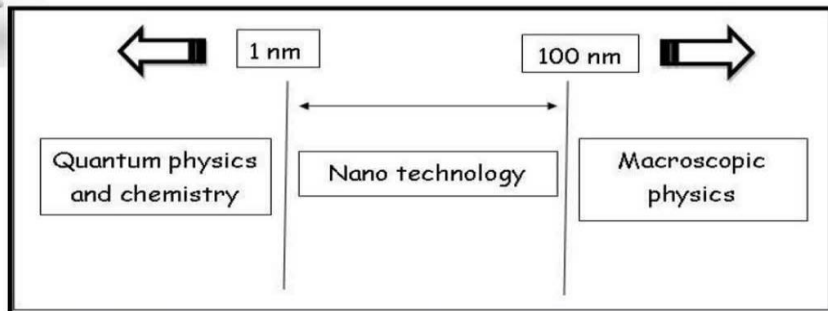 1 nm
100 nm
Quantum physics
and chemistry
Nano technology
Macroscopic
physics